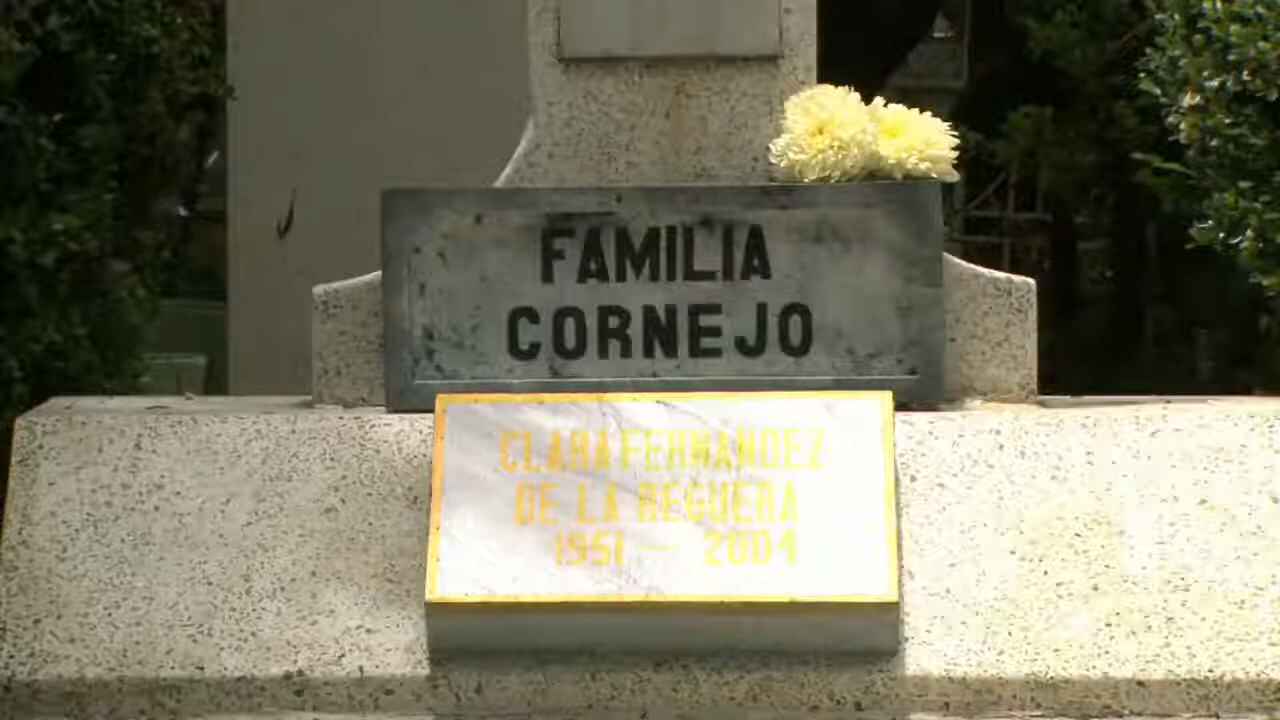 FAMILIA
CORNEJO
CLARA FERNANDEZ
DE LA REGUERA
1951 — 2004